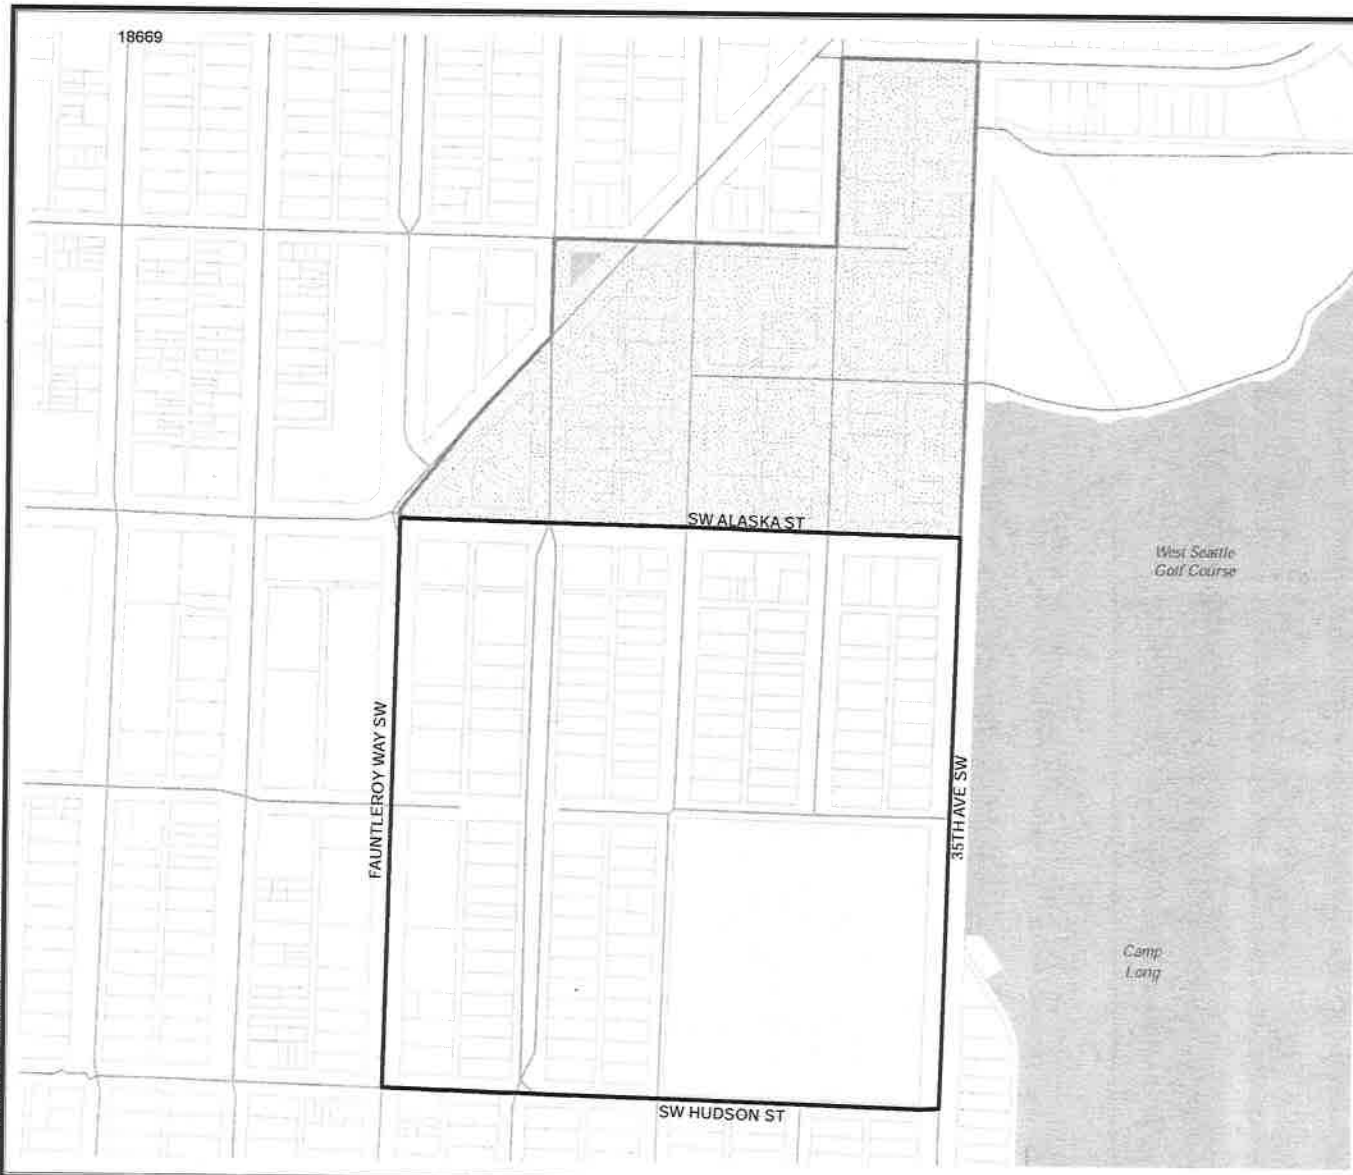 18669
SW ALASKA ST
West Seattle
Golf Course
FAUNTLEROY WAY SW
35TH AVE SW
Camp
Long
SW HUDSON ST